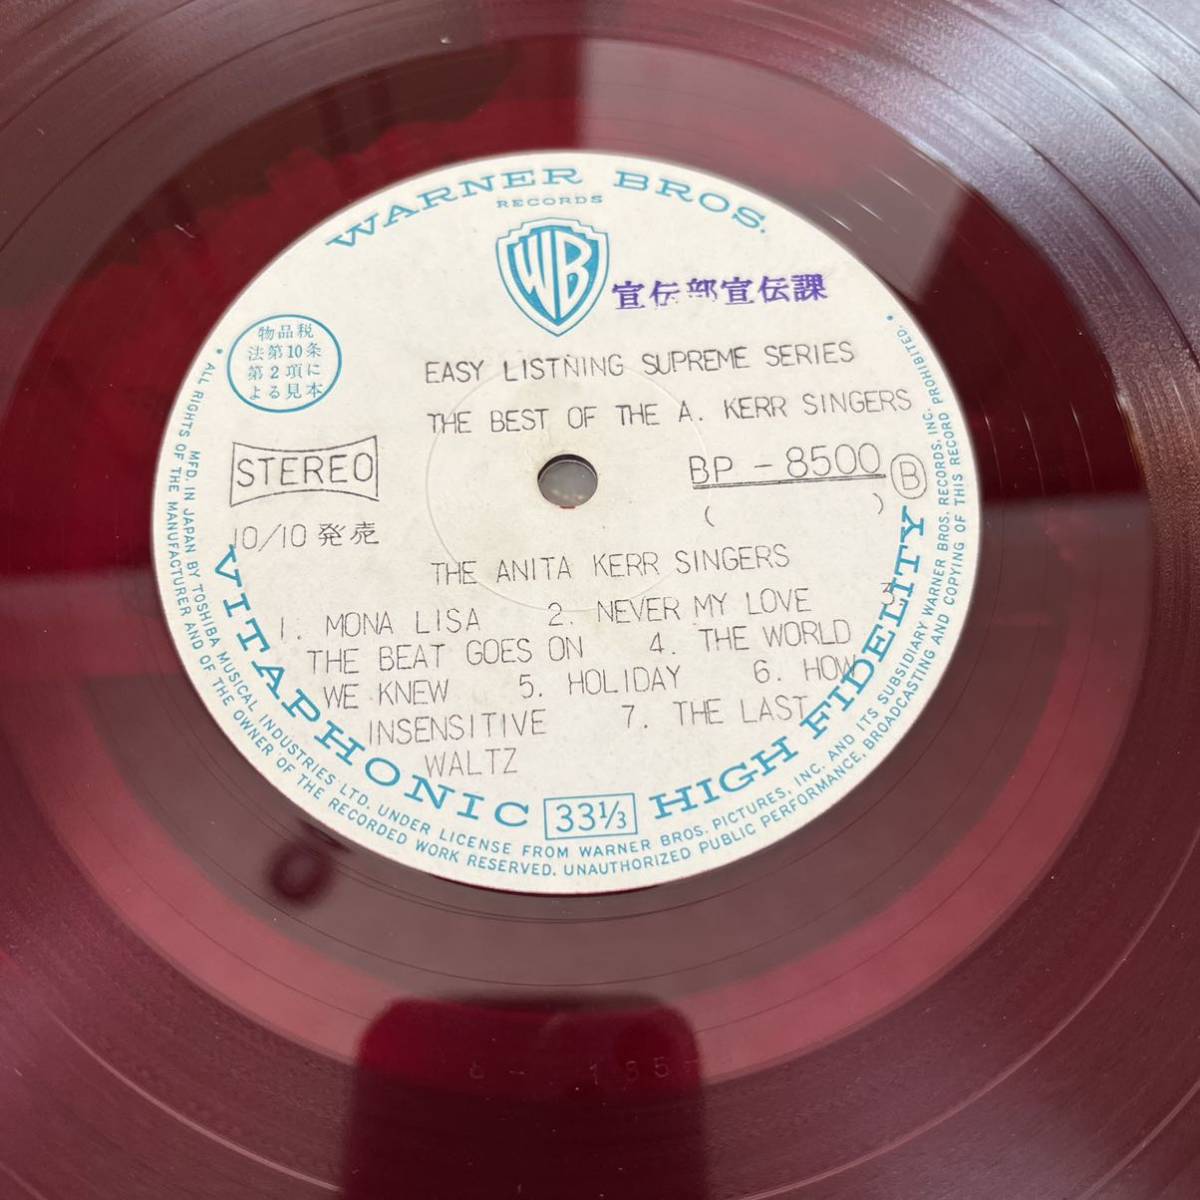 WARNER BROS.
RECORDS
WB
宣伝部宣伝課
物品税
法第10条
第2項に
よる見本
EASY LISTNING SUPREME SERIES
THE BEST OF THE A. KERR SINGERS
STEREO
BP - 8500 B
( )
10/10 発売
THE ANITA KERR SINGERS
1. MONA LISA 2. NEVER MY LOVE 3.
THE BEAT GOES ON 4. THE WORLD
WE KNEW 5. HOLIDAY 6. HOW
INSENSITIVE 7. THE LAST
WALTZ
VITAPHONIC 33⅓ HIGH FIDELITY
• ALL RIGHTS OF THE MANUFACTURER AND OF THE OWNER OF THE RECORDED WORK RESERVED. UNAUTHORIZED PUBLIC PERFORMANCE, BROADCASTING AND COPYING OF THIS RECORD PROHIBITED. •
MFD. IN JAPAN BY TOSHIBA MUSICAL INDUSTRIES LTD. UNDER LICENSE FROM WARNER BROS. PICTURES, INC. AND ITS SUBSIDIARY WARNER BROS. RECORDS, INC.